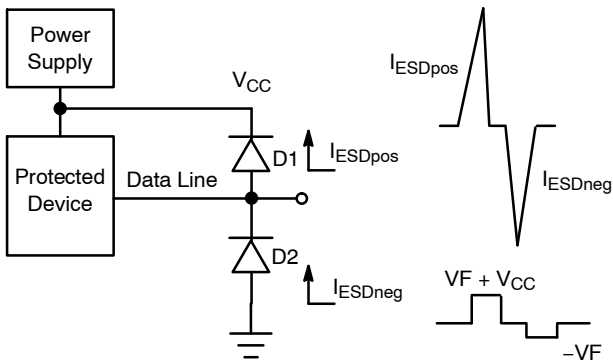 Power
Supply
V_CC
D1
I_ESDpos
Protected
Device
Data Line
D2
I_ESDneg
I_ESDpos
I_ESDneg
VF + V_CC
−VF